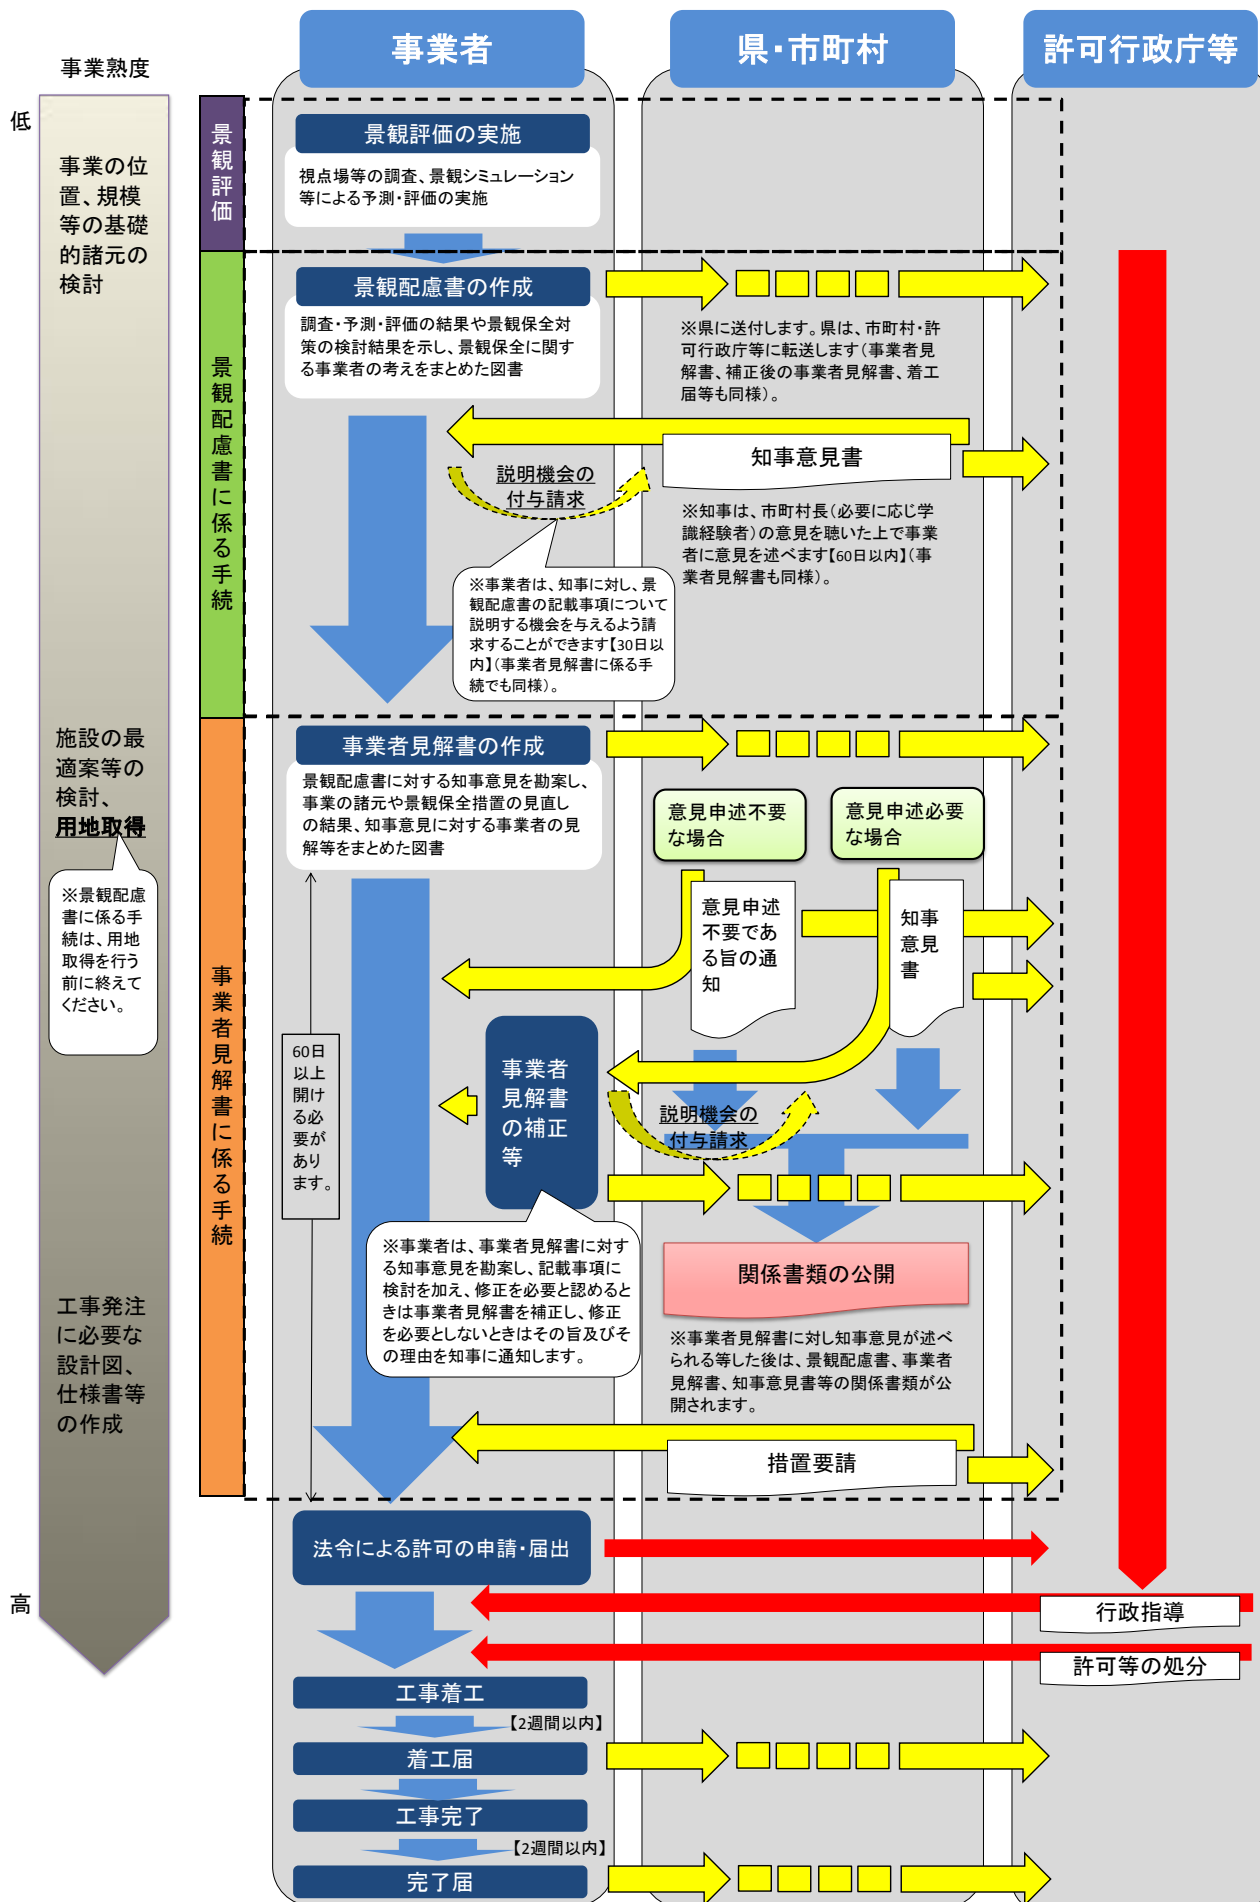 事業者
県・市町村
許可行政庁等
事業熟度
低
事業の位
置、規模
等の基礎
的諸元の
検討
施設の最
適案等の
検討、
用地取得
※景観配慮
書に係る手
続は、用地
取得を行う
前に終えて
ください。
工事発注
に必要な
設計図、
仕様書等
の作成
高
景観評価
景観評価の実施
視点場等の調査、景観シミュレーション
等による予測・評価の実施
景観配慮書に係る手続
景観配慮書の作成
調査・予測・評価の結果や景観保全対
策の検討結果を示し、景観保全に関す
る事業者の考えをまとめた図書
※県に送付します。県は、市町村・許
可行政庁等に転送します(事業者見
解書、補正後の事業者見解書、着工
届等も同様)。
知事意見書
説明機会の
付与請求
※知事は、市町村長(必要に応じ学
識経験者)の意見を聴いた上で事業
者に意見を述べます【60日以内】(事
業者見解書も同様)。
※事業者は、知事に対し、景
観配慮書の記載事項について
説明する機会を与えるよう請
求することができます【30日以
内】(事業者見解書に係る手
続でも同様)。
事業者見解書に係る手続
事業者見解書の作成
景観配慮書に対する知事意見を勘案し、
事業の諸元や景観保全措置の見直し
の結果、知事意見に対する事業者の見
解等をまとめた図書
意見申述不要
な場合
意見申述必要
な場合
意見申述
不要であ
る旨の通
知
知事
意見
書
60日
以上
開け
る必
要が
あり
ます。
事業者
見解書
の補正
等
説明機会の
付与請求
※事業者は、事業者見解書に対す
る知事意見を勘案し、記載事項に
検討を加え、修正を必要と認めると
きは事業者見解書を補正し、修正
を必要としないときはその旨及びそ
の理由を知事に通知します。
関係書類の公開
※事業者見解書に対し知事意見が述べ
られる等した後は、景観配慮書、事業者
見解書、知事意見書等の関係書類が公
開されます。
措置要請
法令による許可の申請・届出
行政指導
許可等の処分
工事着工
【2週間以内】
着工届
工事完了
【2週間以内】
完了届